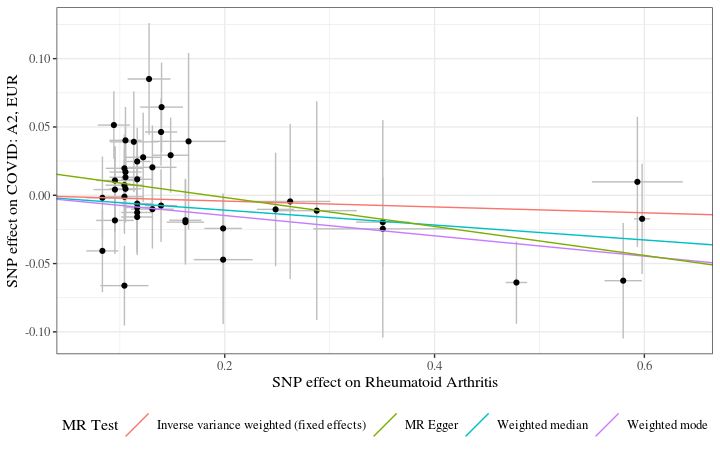 0.10
0.05
0.00
-0.05
-0.10
SNP effect on COVID: A2, EUR
0.2
0.4
0.6
SNP effect on Rheumatoid Arthritis
MR Test
Inverse variance weighted (fixed effects)
MR Egger
Weighted median
Weighted mode